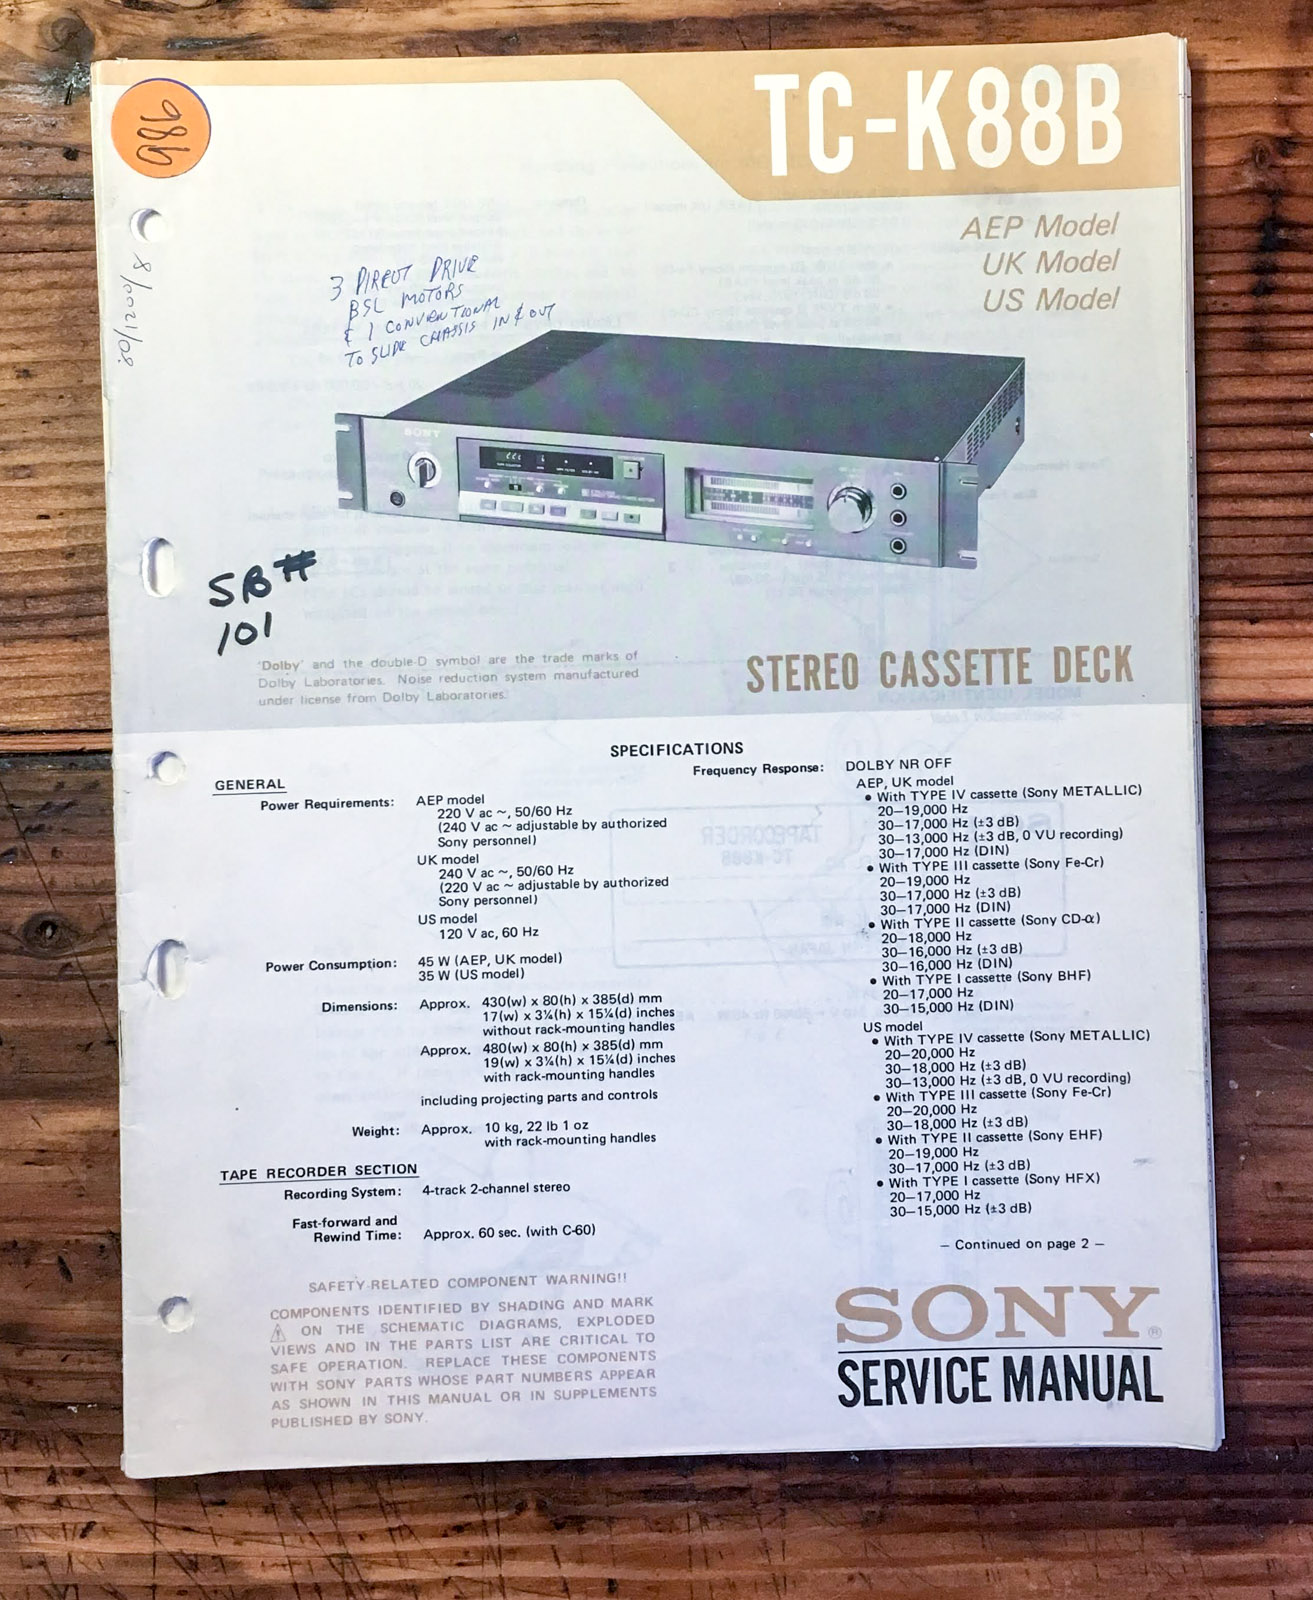 986
TC-K88B
AEP Model
UK Model
US Model
8/0021/08
3 DIRECT DRIVE
BSL MOTORS
& 1 CONVENTIONAL
TO SLIDE CHASSIS IN & OUT
SONY
SB#
101
'Dolby' and the double-D symbol are the trade marks of
Dolby Laboratories. Noise reduction system manufactured
under license from Dolby Laboratories.
STEREO CASSETTE DECK
SPECIFICATIONS
GENERAL
Power Requirements: AEP model
220 V ac ~, 50/60 Hz
(240 V ac ~ adjustable by authorized
Sony personnel)
UK model
240 V ac ~, 50/60 Hz
(220 V ac ~ adjustable by authorized
Sony personnel)
US model
120 V ac, 60 Hz
Power Consumption: 45 W (AEP, UK model)
35 W (US model)
Dimensions: Approx. 430(w) x 80(h) x 385(d) mm
17(w) x 3¼(h) x 15¼(d) inches
without rack-mounting handles
Approx. 480(w) x 80(h) x 385(d) mm
19(w) x 3¼(h) x 15¼(d) inches
with rack-mounting handles
including projecting parts and controls
Weight: Approx. 10 kg, 22 lb 1 oz
with rack-mounting handles
TAPE RECORDER SECTION
Recording System: 4-track 2-channel stereo
Fast-forward and
Rewind Time: Approx. 60 sec. (with C-60)
Frequency Response: DOLBY NR OFF
AEP, UK model
• With TYPE IV cassette (Sony METALLIC)
20–19,000 Hz
30–17,000 Hz (±3 dB)
30–13,000 Hz (±3 dB, 0 VU recording)
30–17,000 Hz (DIN)
• With TYPE III cassette (Sony Fe-Cr)
20–19,000 Hz
30–17,000 Hz (±3 dB)
30–17,000 Hz (DIN)
• With TYPE II cassette (Sony CD-α)
20–18,000 Hz
30–16,000 Hz (±3 dB)
30–16,000 Hz (DIN)
• With TYPE I cassette (Sony BHF)
20–17,000 Hz
30–15,000 Hz (DIN)
US model
• With TYPE IV cassette (Sony METALLIC)
20–20,000 Hz
30–18,000 Hz (±3 dB)
30–13,000 Hz (±3 dB, 0 VU recording)
• With TYPE III cassette (Sony Fe-Cr)
20–20,000 Hz
30–18,000 Hz (±3 dB)
• With TYPE II cassette (Sony EHF)
20–19,000 Hz
30–17,000 Hz (±3 dB)
• With TYPE I cassette (Sony HFX)
20–17,000 Hz
30–15,000 Hz (±3 dB)
– Continued on page 2 –
SAFETY-RELATED COMPONENT WARNING!!
COMPONENTS IDENTIFIED BY SHADING AND MARK
⚠ ON THE SCHEMATIC DIAGRAMS, EXPLODED
VIEWS AND IN THE PARTS LIST ARE CRITICAL TO
SAFE OPERATION. REPLACE THESE COMPONENTS
WITH SONY PARTS WHOSE PART NUMBERS APPEAR
AS SHOWN IN THIS MANUAL OR IN SUPPLEMENTS
PUBLISHED BY SONY.
SONY®
SERVICE MANUAL